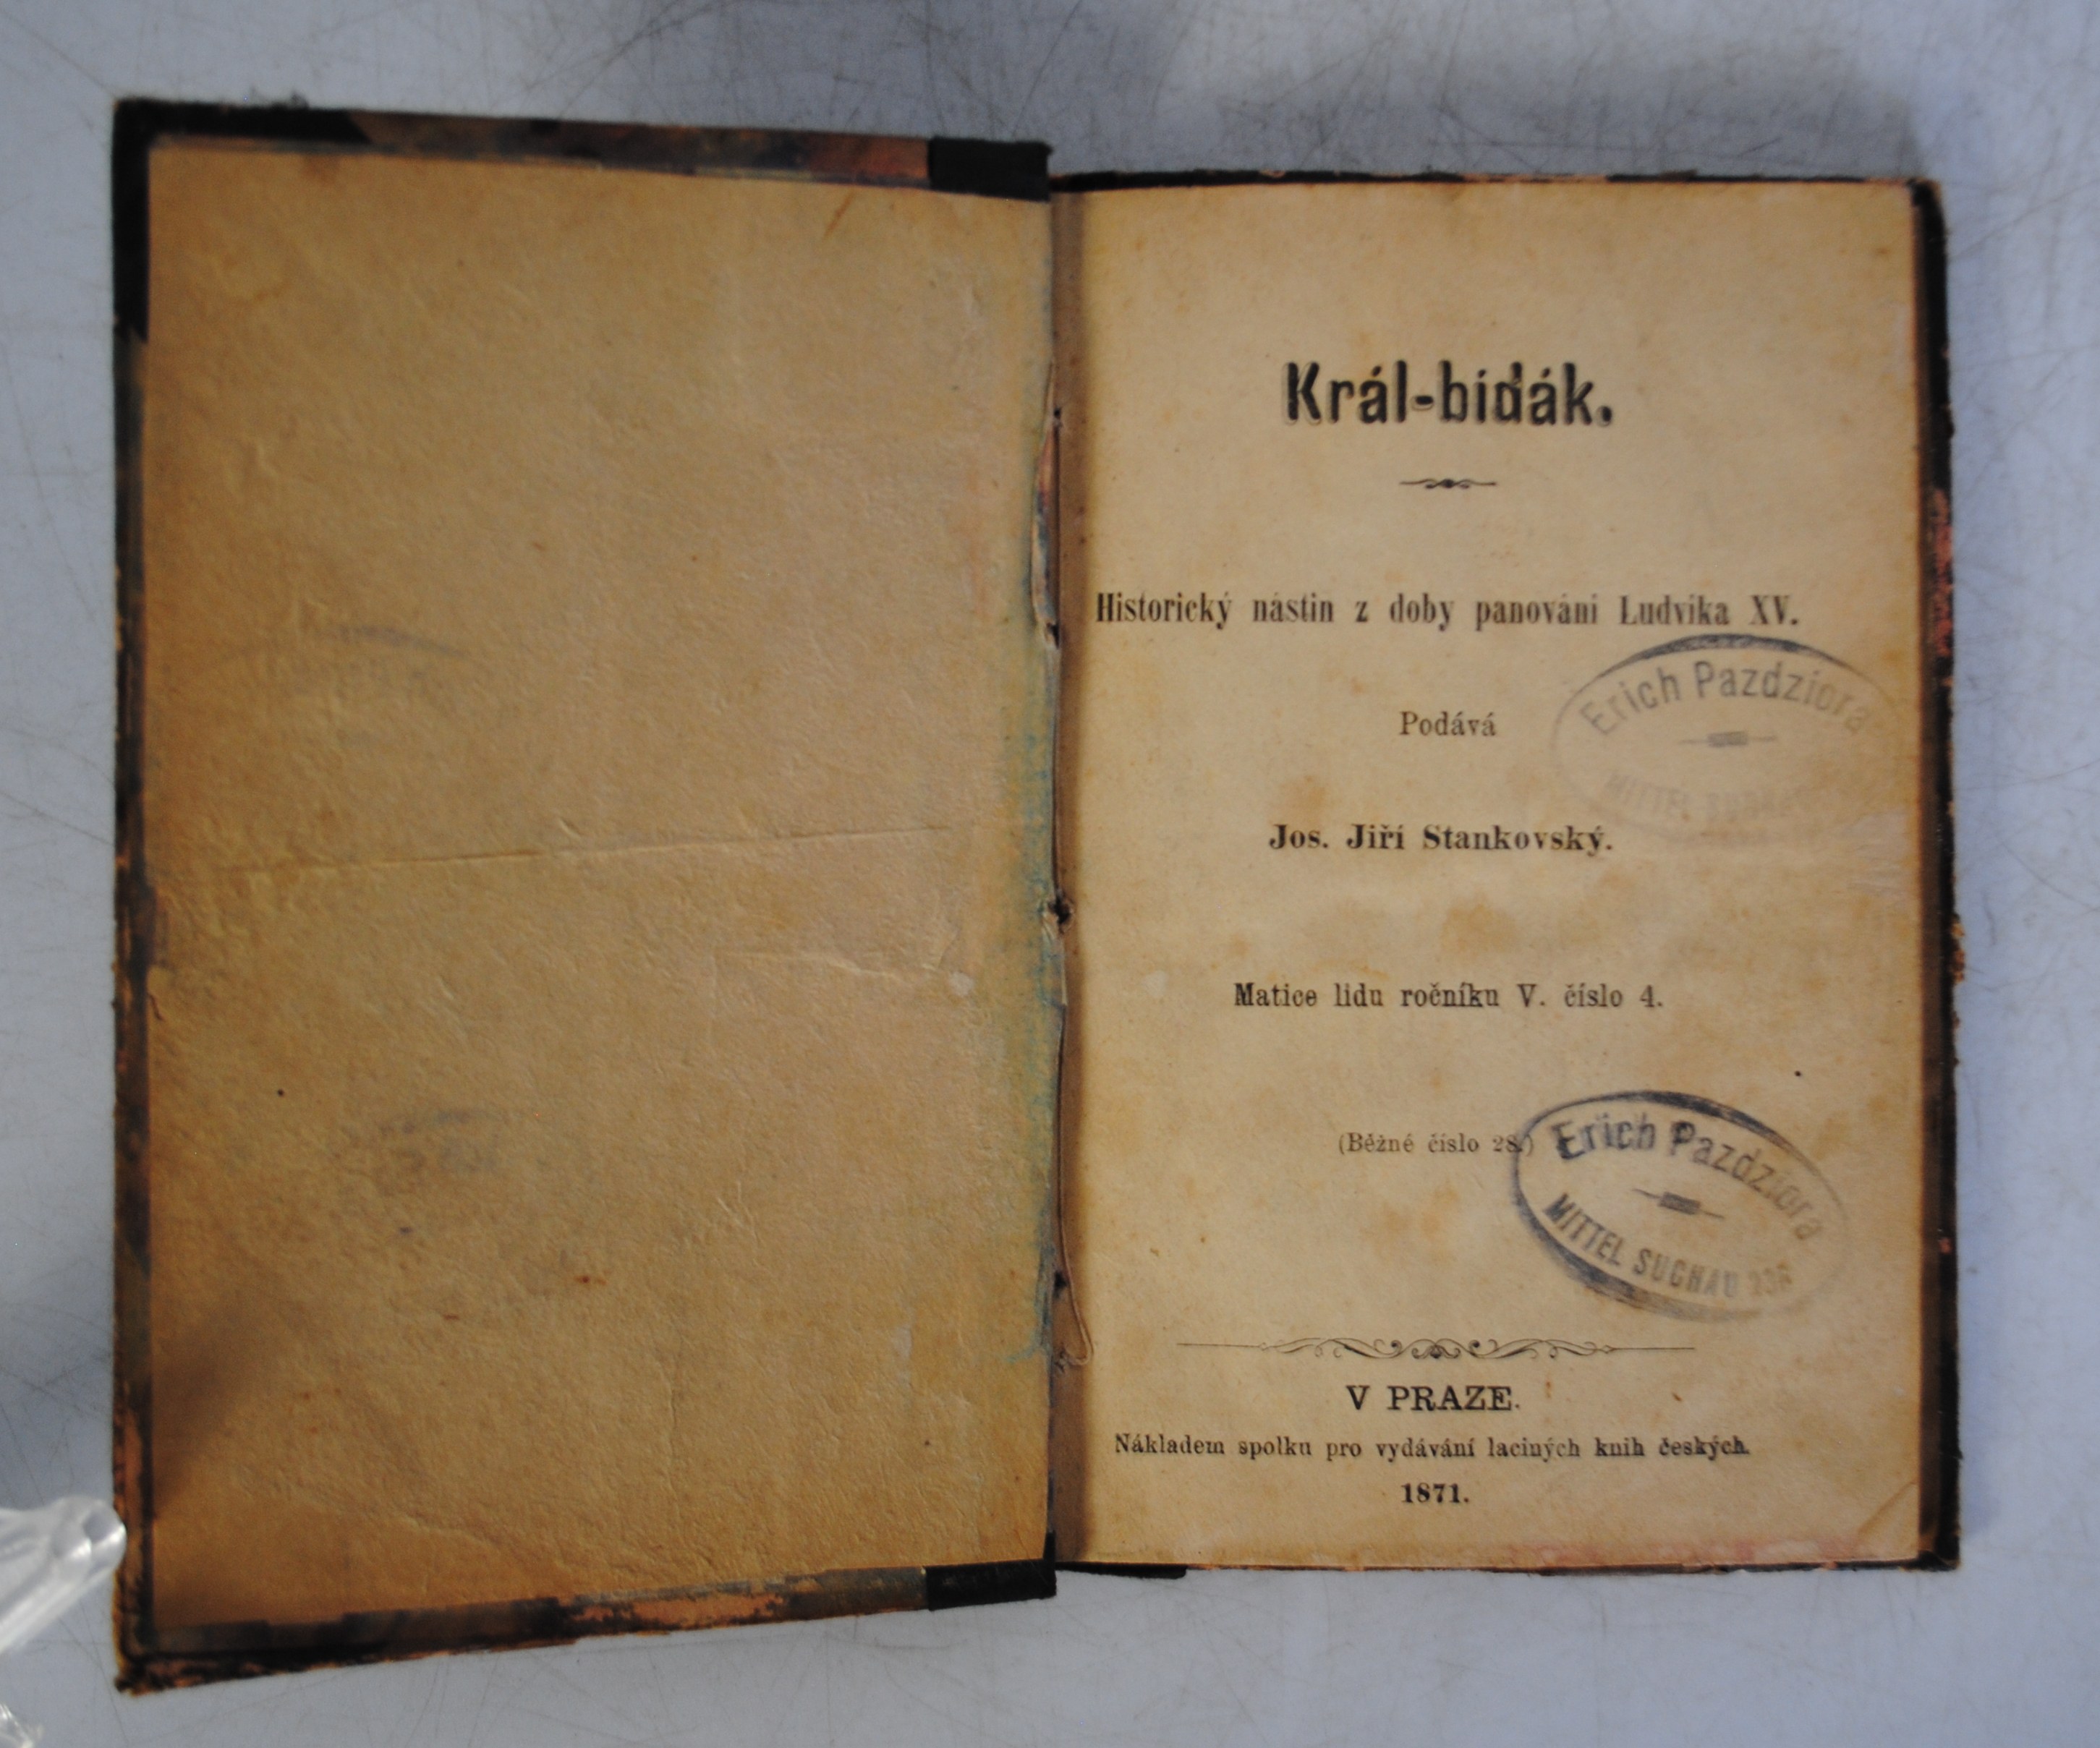 Král-bídák.
Historický nástin z doby panování Ludvíka XV.
Podává
Erich Pazdziora
MITTEL SUCHAU
Jos. Jiří Stankovský.
Matice lidu ročníku V. číslo 4.
(Běžné číslo 28.)
Erich Pazdziora
MITTEL SUCHAU
V PRAZE.
Nákladem spolku pro vydávání laciných knih českých.
1871.